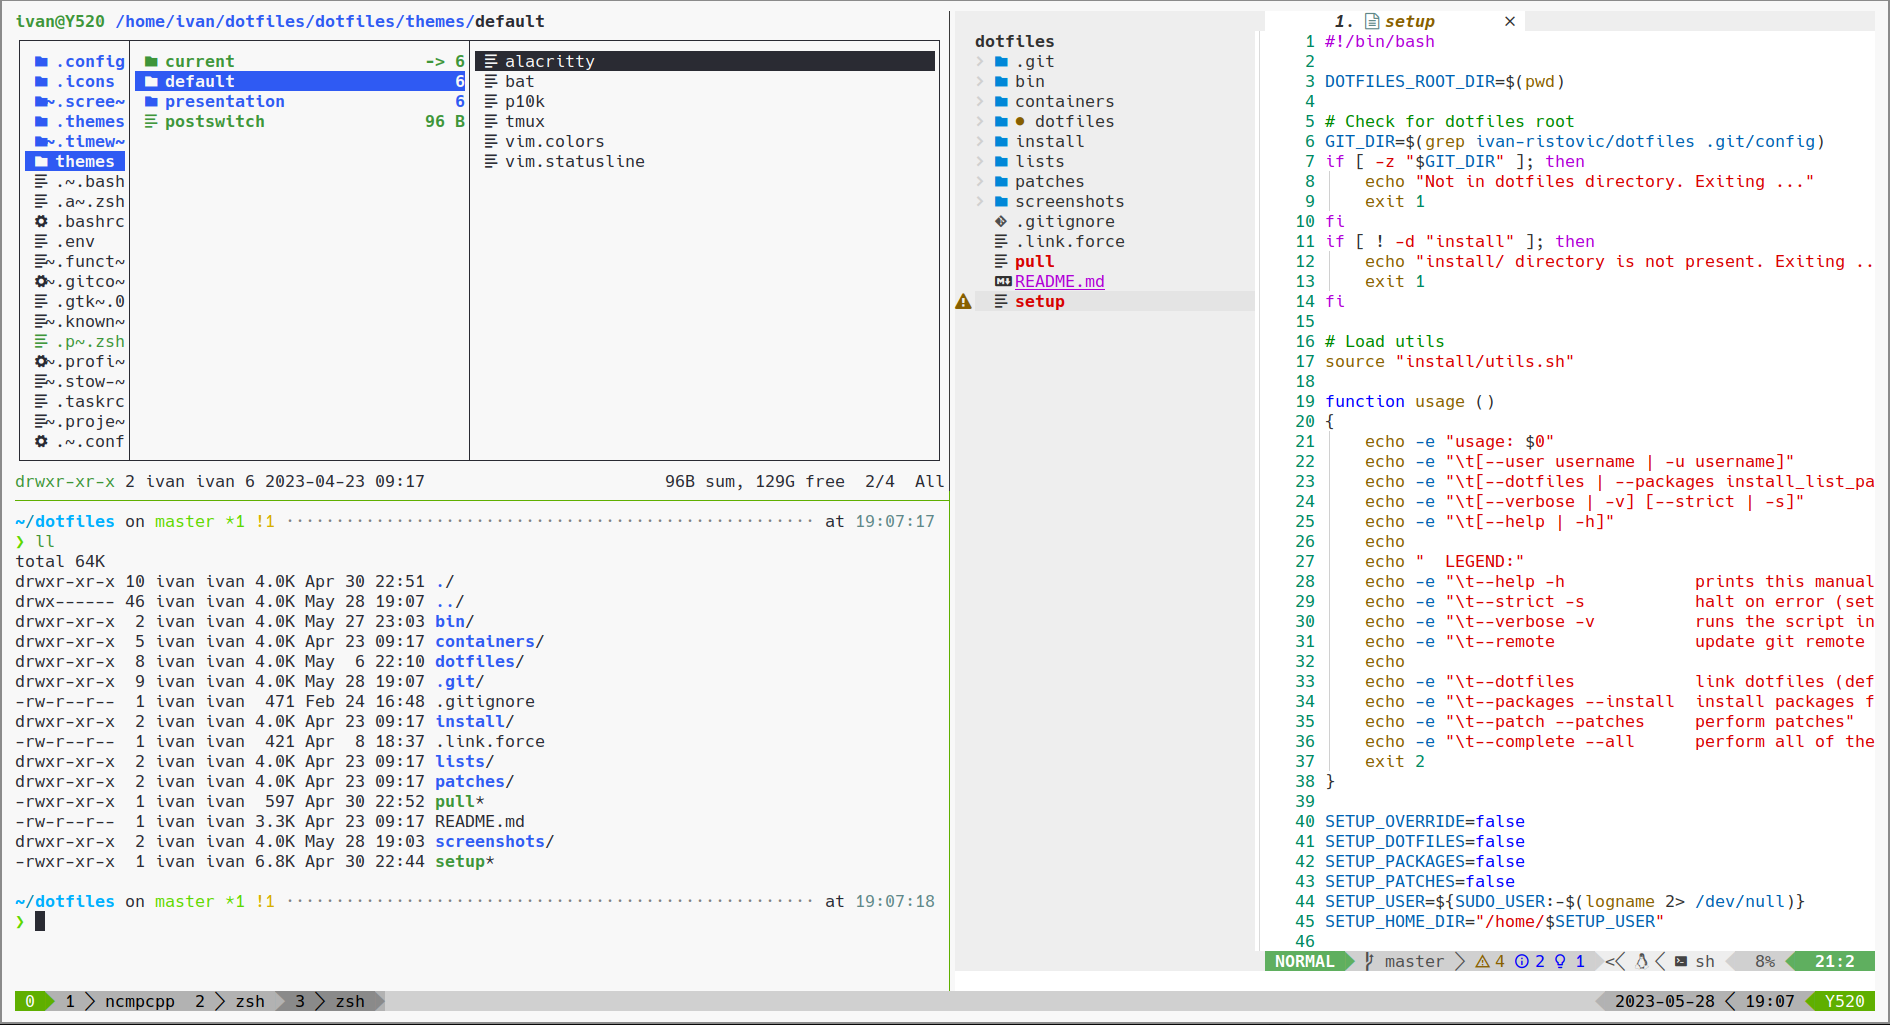 ivan@Y520 /home/ivan/dotfiles/dotfiles/themes/default
.config
.icons
~.scree~
.themes
~.timew~
themes
.~.bash
.a~.zsh
.bashrc
.env
~.funct~
~.gitco~
.gtk~.0
~.known~
.p~.zsh
~.profi~
~.stow-~
.taskrc
~.proje~
.~.conf
current -> 6
default 6
presentation 6
postswitch 96 B
alacritty
bat
p10k
tmux
vim.colors
vim.statusline
drwxr-xr-x 2 ivan ivan 6 2023-04-23 09:17 96B sum, 129G free 2/4 All
~/dotfiles on master *1 !1 ····················································· at 19:07:17
❯ ll
total 64K
drwxr-xr-x 10 ivan ivan 4.0K Apr 30 22:51 ./
drwx------ 46 ivan ivan 4.0K May 28 19:07 ../
drwxr-xr-x  2 ivan ivan 4.0K May 27 23:03 bin/
drwxr-xr-x  5 ivan ivan 4.0K Apr 23 09:17 containers/
drwxr-xr-x  8 ivan ivan 4.0K May  6 22:10 dotfiles/
drwxr-xr-x  9 ivan ivan 4.0K May 28 19:07 .git/
-rw-r--r--  1 ivan ivan  471 Feb 24 16:48 .gitignore
drwxr-xr-x  2 ivan ivan 4.0K Apr 23 09:17 install/
-rw-r--r--  1 ivan ivan  421 Apr  8 18:37 .link.force
drwxr-xr-x  2 ivan ivan 4.0K Apr 23 09:17 lists/
drwxr-xr-x  2 ivan ivan 4.0K Apr 23 09:17 patches/
-rwxr-xr-x  1 ivan ivan  597 Apr 30 22:52 pull*
-rw-r--r--  1 ivan ivan 3.3K Apr 23 09:17 README.md
drwxr-xr-x  2 ivan ivan 4.0K May 28 19:03 screenshots/
-rwxr-xr-x  1 ivan ivan 6.8K Apr 30 22:44 setup*
~/dotfiles on master *1 !1 ····················································· at 19:07:18
❯
dotfiles
.git
bin
containers
dotfiles
install
lists
patches
screenshots
.gitignore
.link.force
pull
README.md
setup
1. setup ×
1 #!/bin/bash
2
3 DOTFILES_ROOT_DIR=$(pwd)
4
5 # Check for dotfiles root
6 GIT_DIR=$(grep ivan-ristovic/dotfiles .git/config)
7 if [ -z "$GIT_DIR" ]; then
8     echo "Not in dotfiles directory. Exiting ..."
9     exit 1
10 fi
11 if [ ! -d "install" ]; then
12     echo "install/ directory is not present. Exiting ..
13     exit 1
14 fi
15
16 # Load utils
17 source "install/utils.sh"
18
19 function usage ()
20 {
21     echo -e "usage: $0"
22     echo -e "\t[--user username | -u username]"
23     echo -e "\t[--dotfiles | --packages install_list_pa
24     echo -e "\t[--verbose | -v] [--strict | -s]"
25     echo -e "\t[--help | -h]"
26     echo
27     echo "  LEGEND:"
28     echo -e "\t--help -h             prints this manual
29     echo -e "\t--strict -s           halt on error (set
30     echo -e "\t--verbose -v          runs the script in
31     echo -e "\t--remote              update git remote
32     echo
33     echo -e "\t--dotfiles            link dotfiles (def
34     echo -e "\t--packages --install  install packages f
35     echo -e "\t--patch --patches     perform patches"
36     echo -e "\t--complete --all      perform all of the
37     exit 2
38 }
39
40 SETUP_OVERRIDE=false
41 SETUP_DOTFILES=false
42 SETUP_PACKAGES=false
43 SETUP_PATCHES=false
44 SETUP_USER=${SUDO_USER:-$(logname 2> /dev/null)}
45 SETUP_HOME_DIR="/home/$SETUP_USER"
46
NORMAL master 4 2 1 < sh 8% 21:2
0 1 ncmpcpp 2 zsh 3 zsh 2023-05-28 19:07 Y520